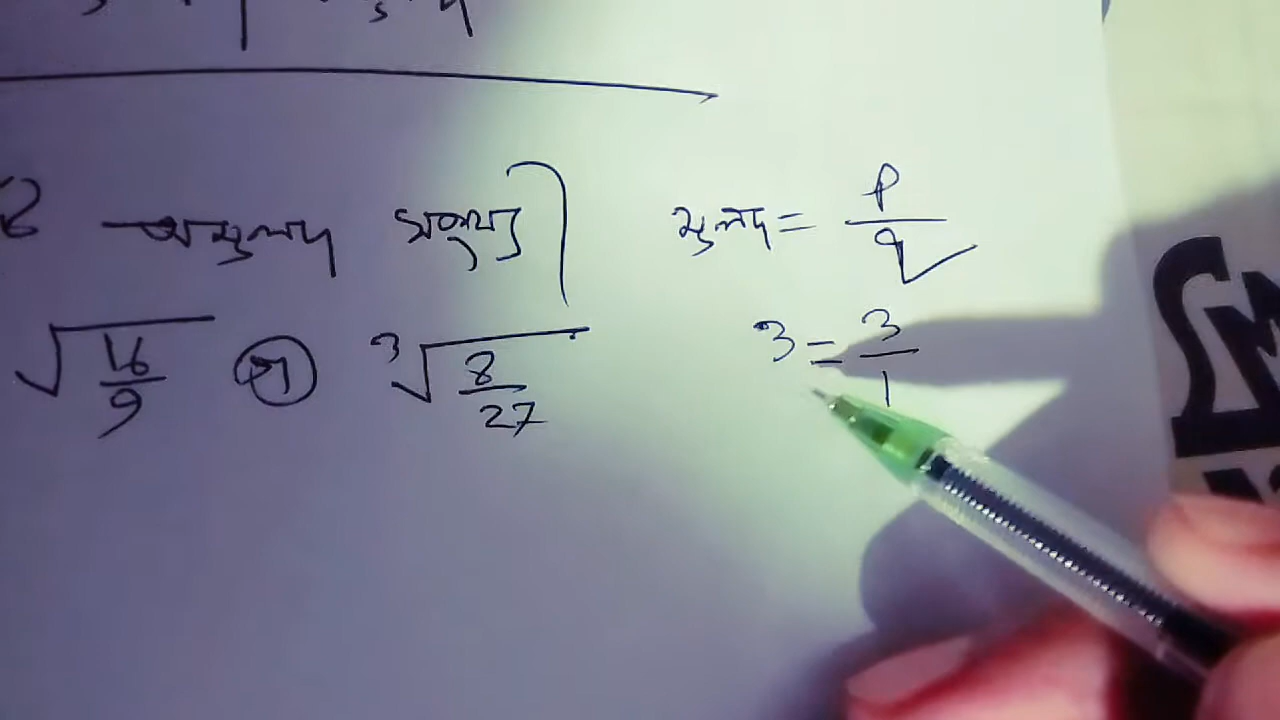 অমূলদ সংখ্যা মূলদ = p/q
√(16/9) গ ∛(8/27) 3 = 3/1